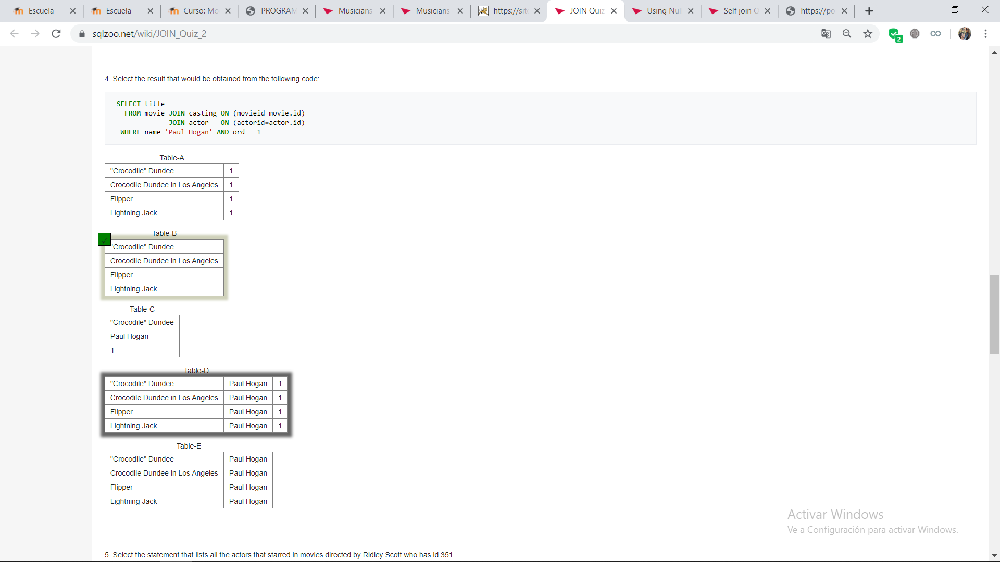 Escuela
Escuela
Curso: Mo
PROGRAM
Musicians
Musicians
https://site
JOIN Quiz
Using Null
Self join Q
https://po
sqlzoo.net/wiki/JOIN_Quiz_2
2
4. Select the result that would be obtained from the following code:
SELECT title
FROM movie JOIN casting ON (movieid=movie.id)
JOIN actor ON (actorid=actor.id)
WHERE name='Paul Hogan' AND ord = 1
Table-A
"Crocodile" Dundee 1
Crocodile Dundee in Los Angeles 1
Flipper 1
Lightning Jack 1
Table-B
"Crocodile" Dundee
Crocodile Dundee in Los Angeles
Flipper
Lightning Jack
Table-C
"Crocodile" Dundee
Paul Hogan
1
Table-D
"Crocodile" Dundee Paul Hogan 1
Crocodile Dundee in Los Angeles Paul Hogan 1
Flipper Paul Hogan 1
Lightning Jack Paul Hogan 1
Table-E
"Crocodile" Dundee Paul Hogan
Crocodile Dundee in Los Angeles Paul Hogan
Flipper Paul Hogan
Lightning Jack Paul Hogan
Activar Windows
Ve a Configuración para activar Windows.
5. Select the statement that lists all the actors that starred in movies directed by Ridley Scott who has id 351